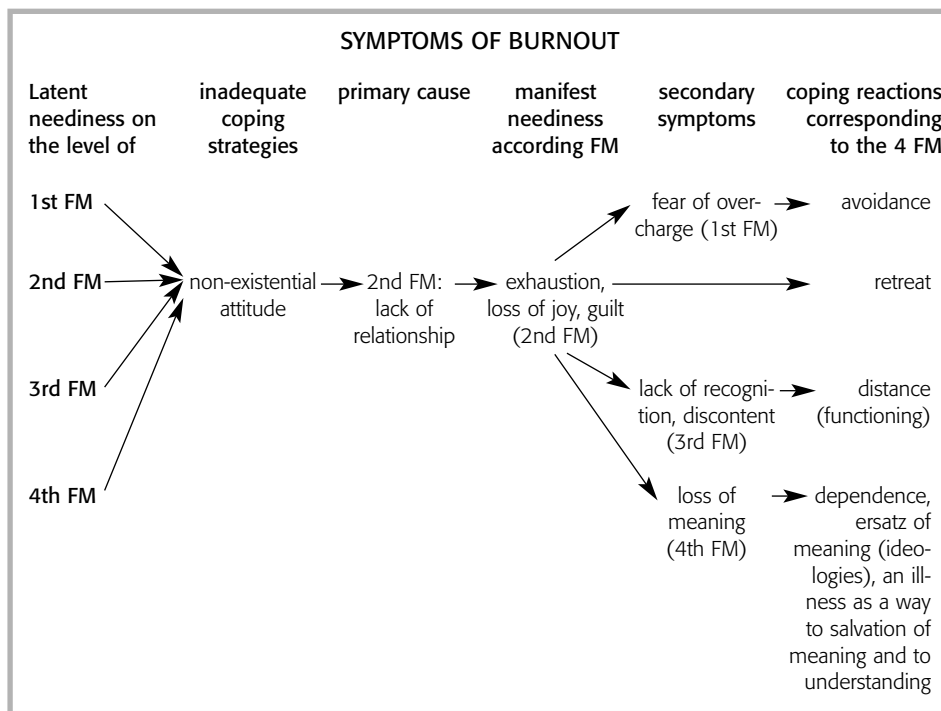 SYMPTOMS OF BURNOUT
Latent
neediness on
the level of
inadequate
coping
strategies
primary cause
manifest
neediness
according FM
secondary
symptoms
coping reactions
corresponding
to the 4 FM
1st FM
2nd FM
3rd FM
4th FM
non-existential
attitude
2nd FM:
lack of
relationship
exhaustion,
loss of joy, guilt
(2nd FM)
fear of over-
charge (1st FM)
avoidance
retreat
lack of recogni-
tion, discontent
(3rd FM)
distance
(functioning)
loss of
meaning
(4th FM)
dependence,
ersatz of
meaning (ideo-
logies), an ill-
ness as a way
to salvation of
meaning and to
understanding